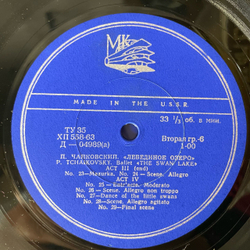 МК
MADE IN THE U.S.S.R.
ТУ 35
ХП 558-63
Д — 04989(а)
33 ⅓ об. в мин.
Вторая гр.-6
1-00
П. ЧАЙКОВСКИЙ. «ЛЕБЕДИНОЕ ОЗЕРО»
P. TCHAIKOVSKY. Ballet «THE SWAN LAKE»
ACT III (end)
No. 23—Mazurka. No. 24—Scene. Allegro
ACT IV
No. 25—Entr'acte. Moderato
No. 26—Scene. Allegro non troppo
No. 27—Dance of the little swans
No. 28—Scene. Allegro agitato
No. 29—Final scene